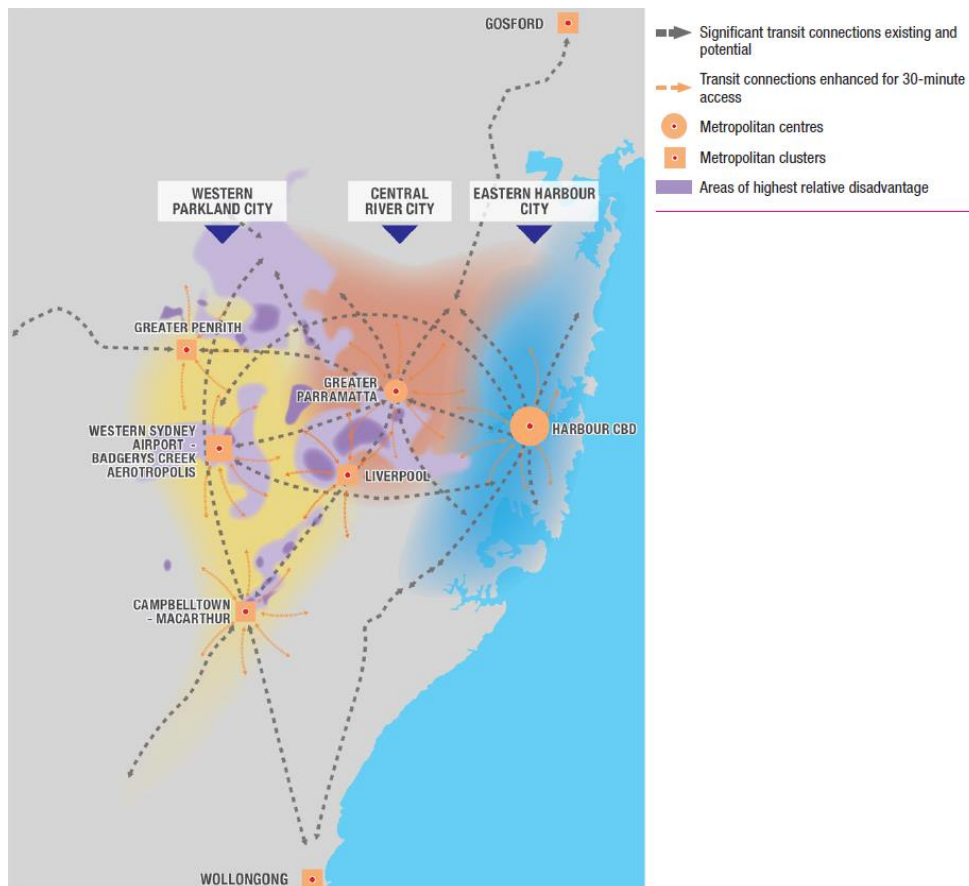 GOSFORD
WESTERN
PARKLAND CITY
CENTRAL
RIVER CITY
EASTERN HARBOUR
CITY
GREATER PENRITH
GREATER
PARRAMATTA
HARBOUR CBD
WESTERN SYDNEY
AIRPORT -
BADGERYS CREEK
AEROTROPOLIS
LIVERPOOL
CAMPBELLTOWN
- MACARTHUR
WOLLONGONG
Significant transit connections existing and
potential
Transit connections enhanced for 30-minute
access
Metropolitan centres
Metropolitan clusters
Areas of highest relative disadvantage